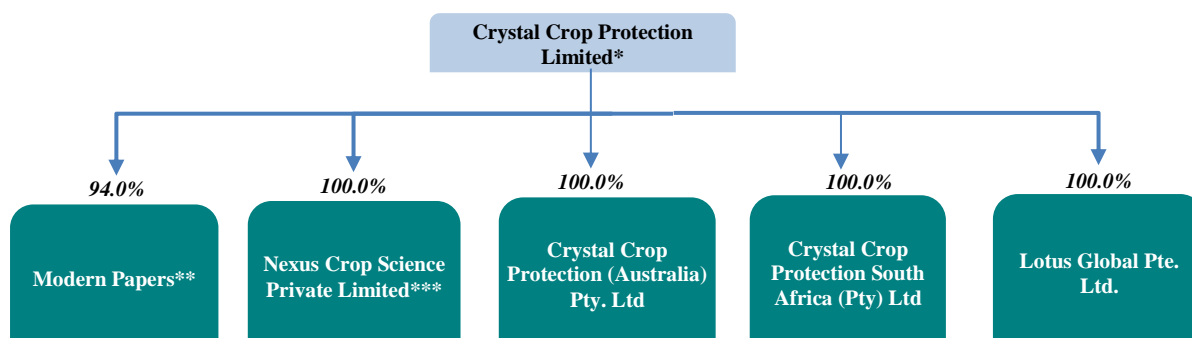 Crystal Crop Protection
Limited*
94.0%
100.0%
100.0%
100.0%
100.0%
Modern Papers**
Nexus Crop Science
Private Limited***
Crystal Crop
Protection (Australia)
Pty. Ltd
Crystal Crop
Protection South
Africa (Pty) Ltd
Lotus Global Pte.
Ltd.